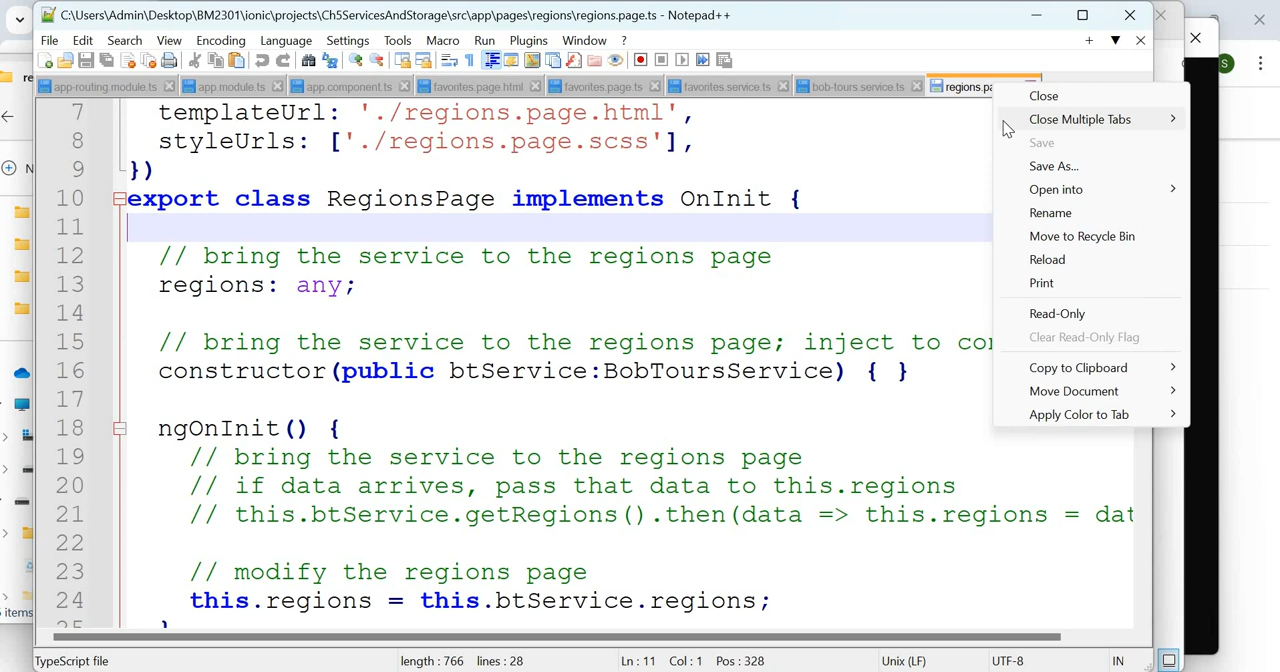 C:\Users\Admin\Desktop\BM2301\ionic\projects\Ch5ServicesAndStorage\src\app\pages\regions\regions.page.ts - Notepad++
File Edit Search View Encoding Language Settings Tools Macro Run Plugins Window ?
app-routing.module.ts app.module.ts app.component.ts favorites.page.html favorites.page.ts favorites.service.ts bob-tours.service.ts regions.pa
7 templateUrl: './regions.page.html',
8 styleUrls: ['./regions.page.scss'],
9 })
10 export class RegionsPage implements OnInit {
11
12 // bring the service to the regions page
13 regions: any;
14
15 // bring the service to the regions page; inject to co
16 constructor(public btService:BobToursService) { }
17
18 ngOnInit() {
19 // bring the service to the regions page
20 // if data arrives, pass that data to this.regions
21 // this.btService.getRegions().then(data => this.regions = dat
22
23 // modify the regions page
24 this.regions = this.btService.regions;
25 }
Close
Close Multiple Tabs
Save
Save As...
Open into
Rename
Move to Recycle Bin
Reload
Print
Read-Only
Clear Read-Only Flag
Copy to Clipboard
Move Document
Apply Color to Tab
TypeScript file length : 766 lines : 28 Ln : 11 Col : 1 Pos : 328 Unix (LF) UTF-8 IN
re
N
items
S